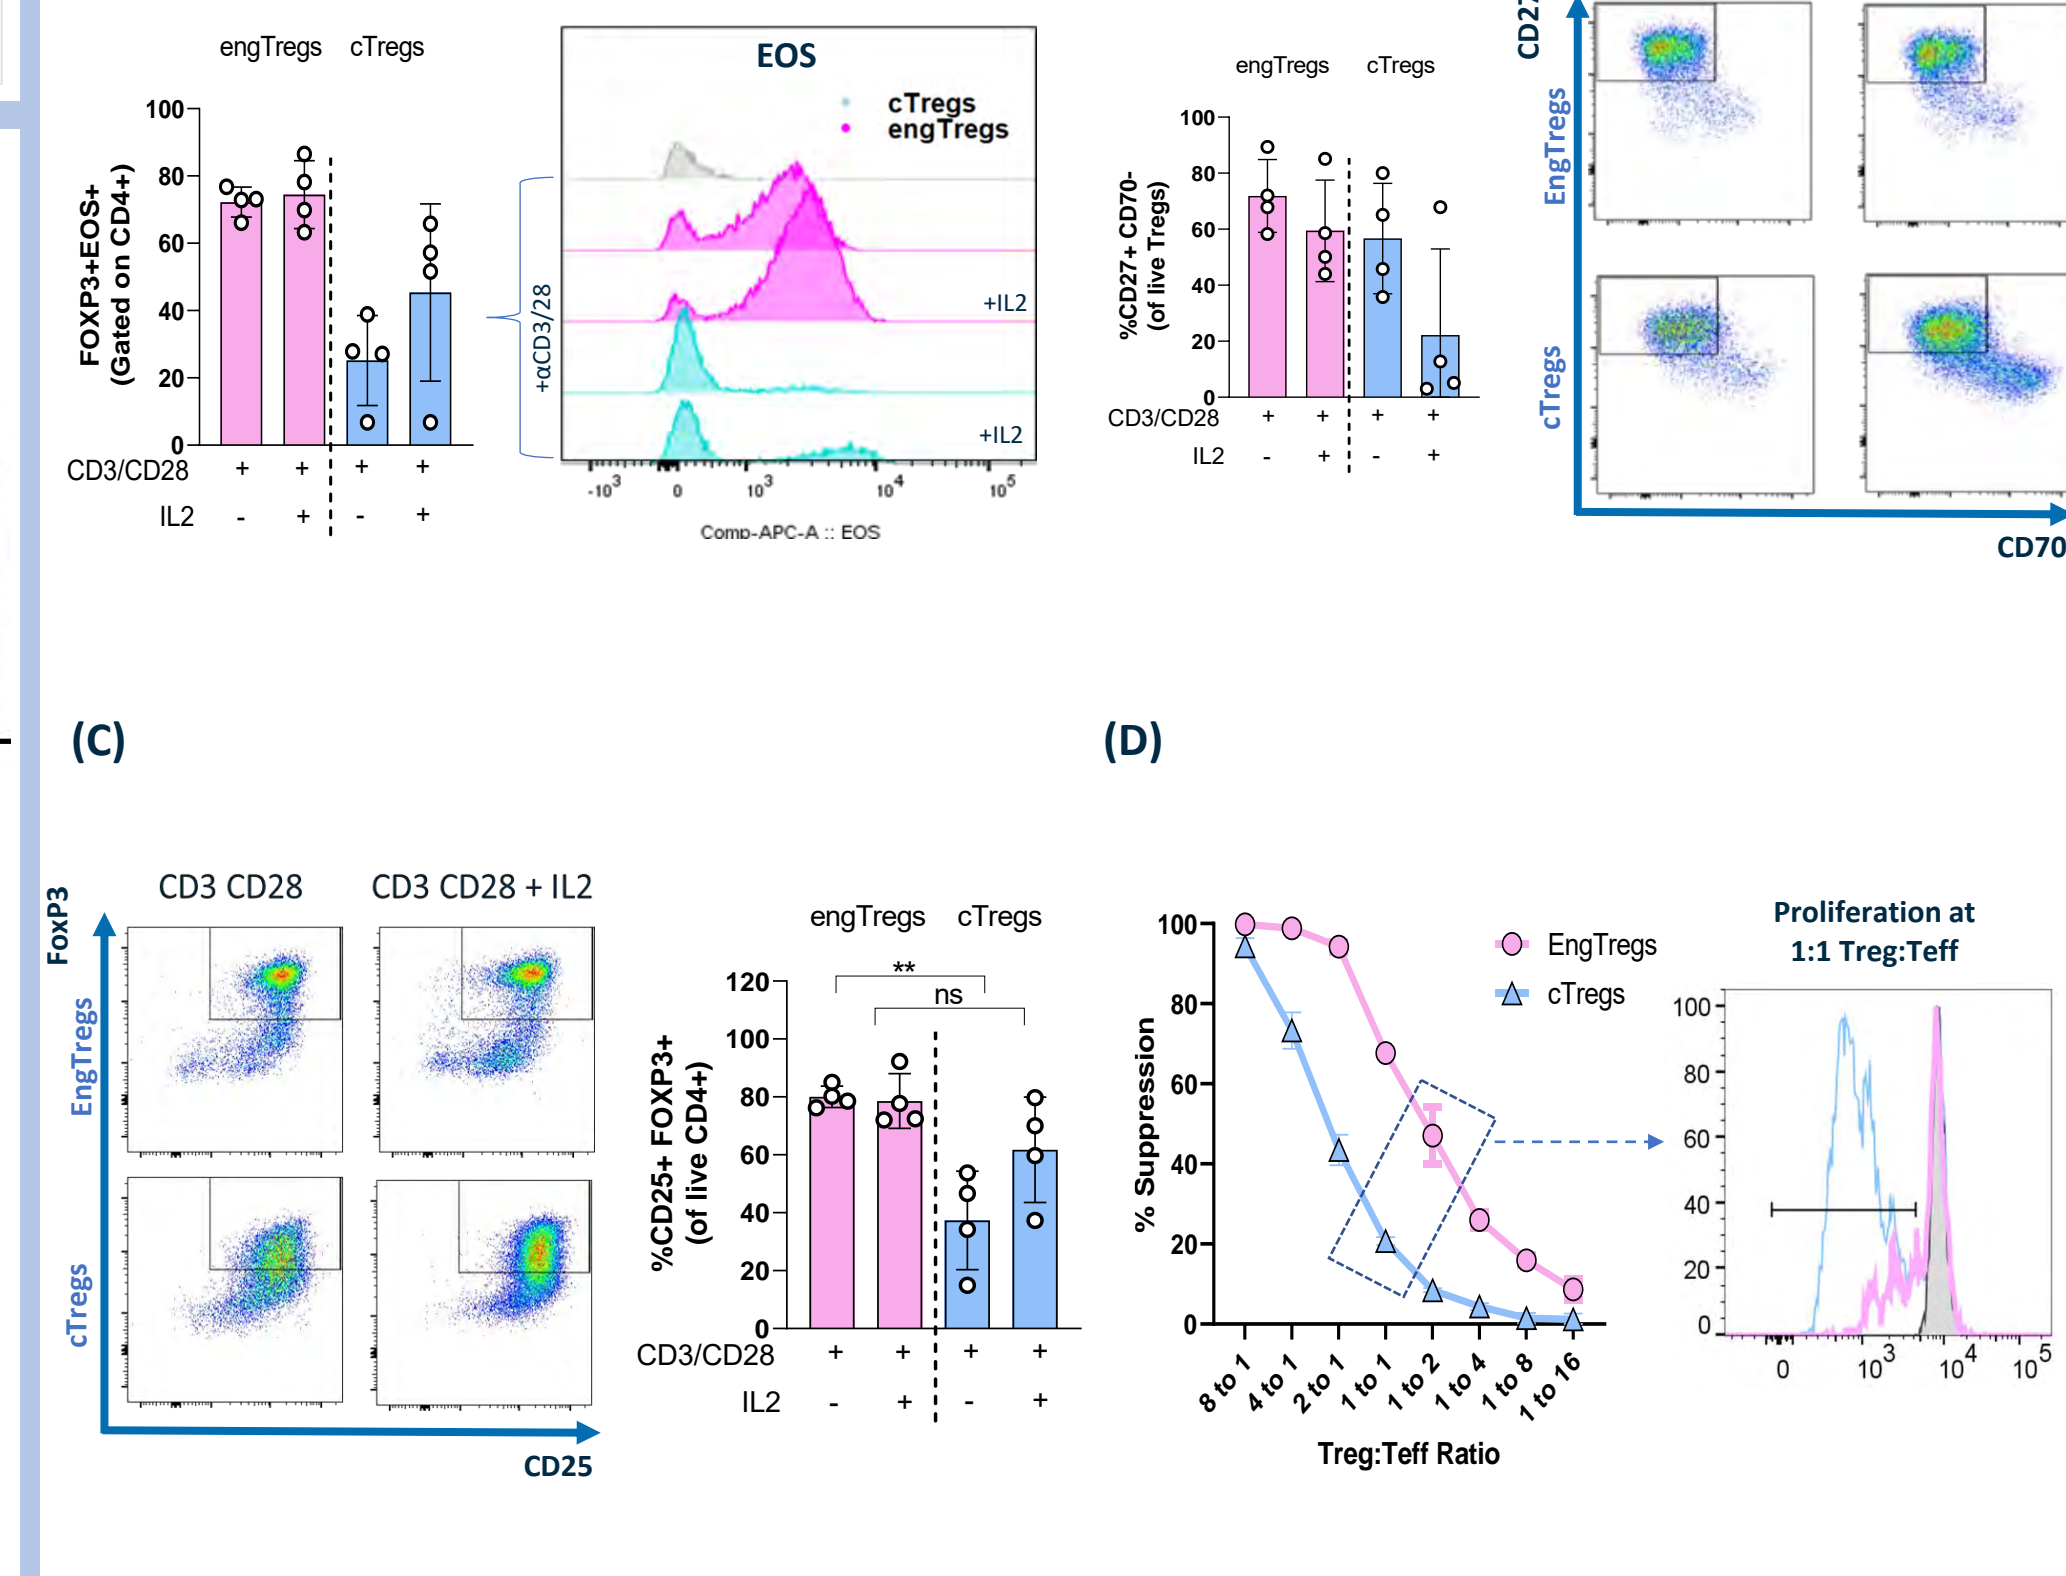 engTregs cTregs
FOXP3+EOS+
(Gated on CD4+)
100
80
60
40
20
0
CD3/CD28 + + + +
IL2 - + - +
+αCD3/28
EOS
cTregs
engTregs
+IL2
+IL2
-10³ 0 10³ 10⁴ 10⁵
Comp-APC-A :: EOS
engTregs cTregs
%CD27+ CD70-
(of live Tregs)
100
80
60
40
20
0
CD3/CD28 + + + +
IL2 - + - +
CD27
EngTregs
cTregs
CD70
(C)
FoxP3
CD3 CD28 CD3 CD28 + IL2
EngTregs
cTregs
CD25
engTregs cTregs
**
ns
%CD25+ FOXP3+
(of live CD4+)
120
100
80
60
40
20
0
CD3/CD28 + + + +
IL2 - + - +
(D)
% Suppression
100
80
60
40
20
0
EngTregs
cTregs
8 to 1 4 to 1 2 to 1 1 to 1 1 to 2 1 to 4 1 to 8 1 to 16
Treg:Teff Ratio
Proliferation at
1:1 Treg:Teff
100
80
60
40
20
0
0 10³ 10⁴ 10⁵